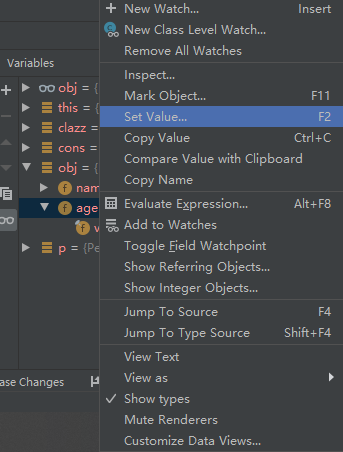 New Watch... Insert
New Class Level Watch...
Remove All Watches
Variables
Inspect...
Mark Object... F11
Set Value... F2
Copy Value Ctrl+C
Compare Value with Clipboard
Copy Name
Evaluate Expression... Alt+F8
Add to Watches
Toggle Field Watchpoint
Show Referring Objects...
Show Integer Objects...
Jump To Source F4
Jump To Type Source Shift+F4
View Text
View as
Show types
Mute Renderers
Customize Data Views...
obj = {
this = {
clazz =
cons =
obj = {
f nam
f age
v
p = {Pe
ase Changes